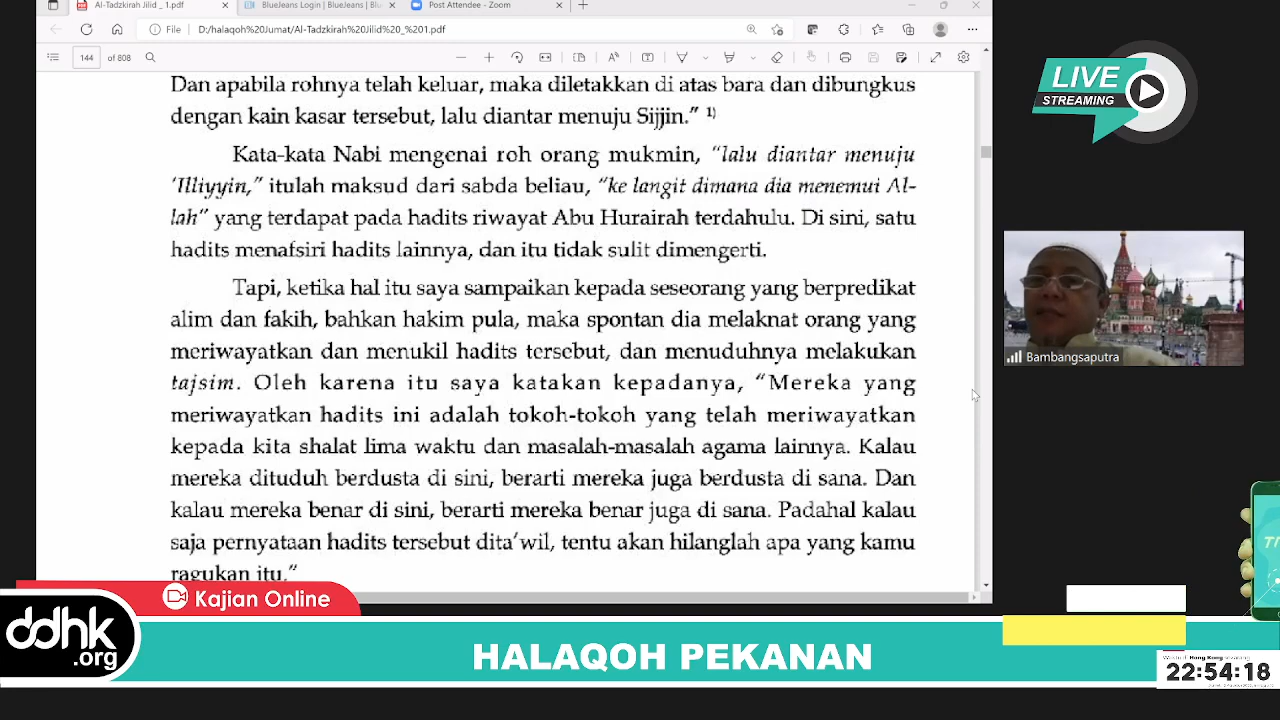 Al-Tadzkirah Jilid _ 1.pdf
BlueJeans Login | BlueJeans | Bu
Post Attendee - Zoom
File
D:/halaqoh%20Jumat/Al-Tadzkirah%20Jilid%20_%201.pdf
144 of 808
Dan apabila rohnya telah keluar, maka diletakkan di atas bara dan dibungkus
dengan kain kasar tersebut, lalu diantar menuju Sijjin.” 1)
Kata-kata Nabi mengenai roh orang mukmin, “lalu diantar menuju
‘Illiyyin,” itulah maksud dari sabda beliau, “ke langit dimana dia menemui Al-
lah” yang terdapat pada hadits riwayat Abu Hurairah terdahulu. Di sini, satu
hadits menafsiri hadits lainnya, dan itu tidak sulit dimengerti.
Tapi, ketika hal itu saya sampaikan kepada seseorang yang berpredikat
alim dan fakih, bahkan hakim pula, maka spontan dia melaknat orang yang
meriwayatkan dan menukil hadits tersebut, dan menuduhnya melakukan
tajsim. Oleh karena itu saya katakan kepadanya, “Mereka yang
meriwayatkan hadits ini adalah tokoh-tokoh yang telah meriwayatkan
kepada kita shalat lima waktu dan masalah-masalah agama lainnya. Kalau
mereka dituduh berdusta di sini, berarti mereka juga berdusta di sana. Dan
kalau mereka benar di sini, berarti mereka benar juga di sana. Padahal kalau
saja pernyataan hadits tersebut dita’wil, tentu akan hilanglah apa yang kamu
ragukan itu.”
LIVE
STREAMING
Bambangsaputra
Kajian Online
ddhk
.org
HALAQOH PEKANAN
Hong Kong
22:54:18